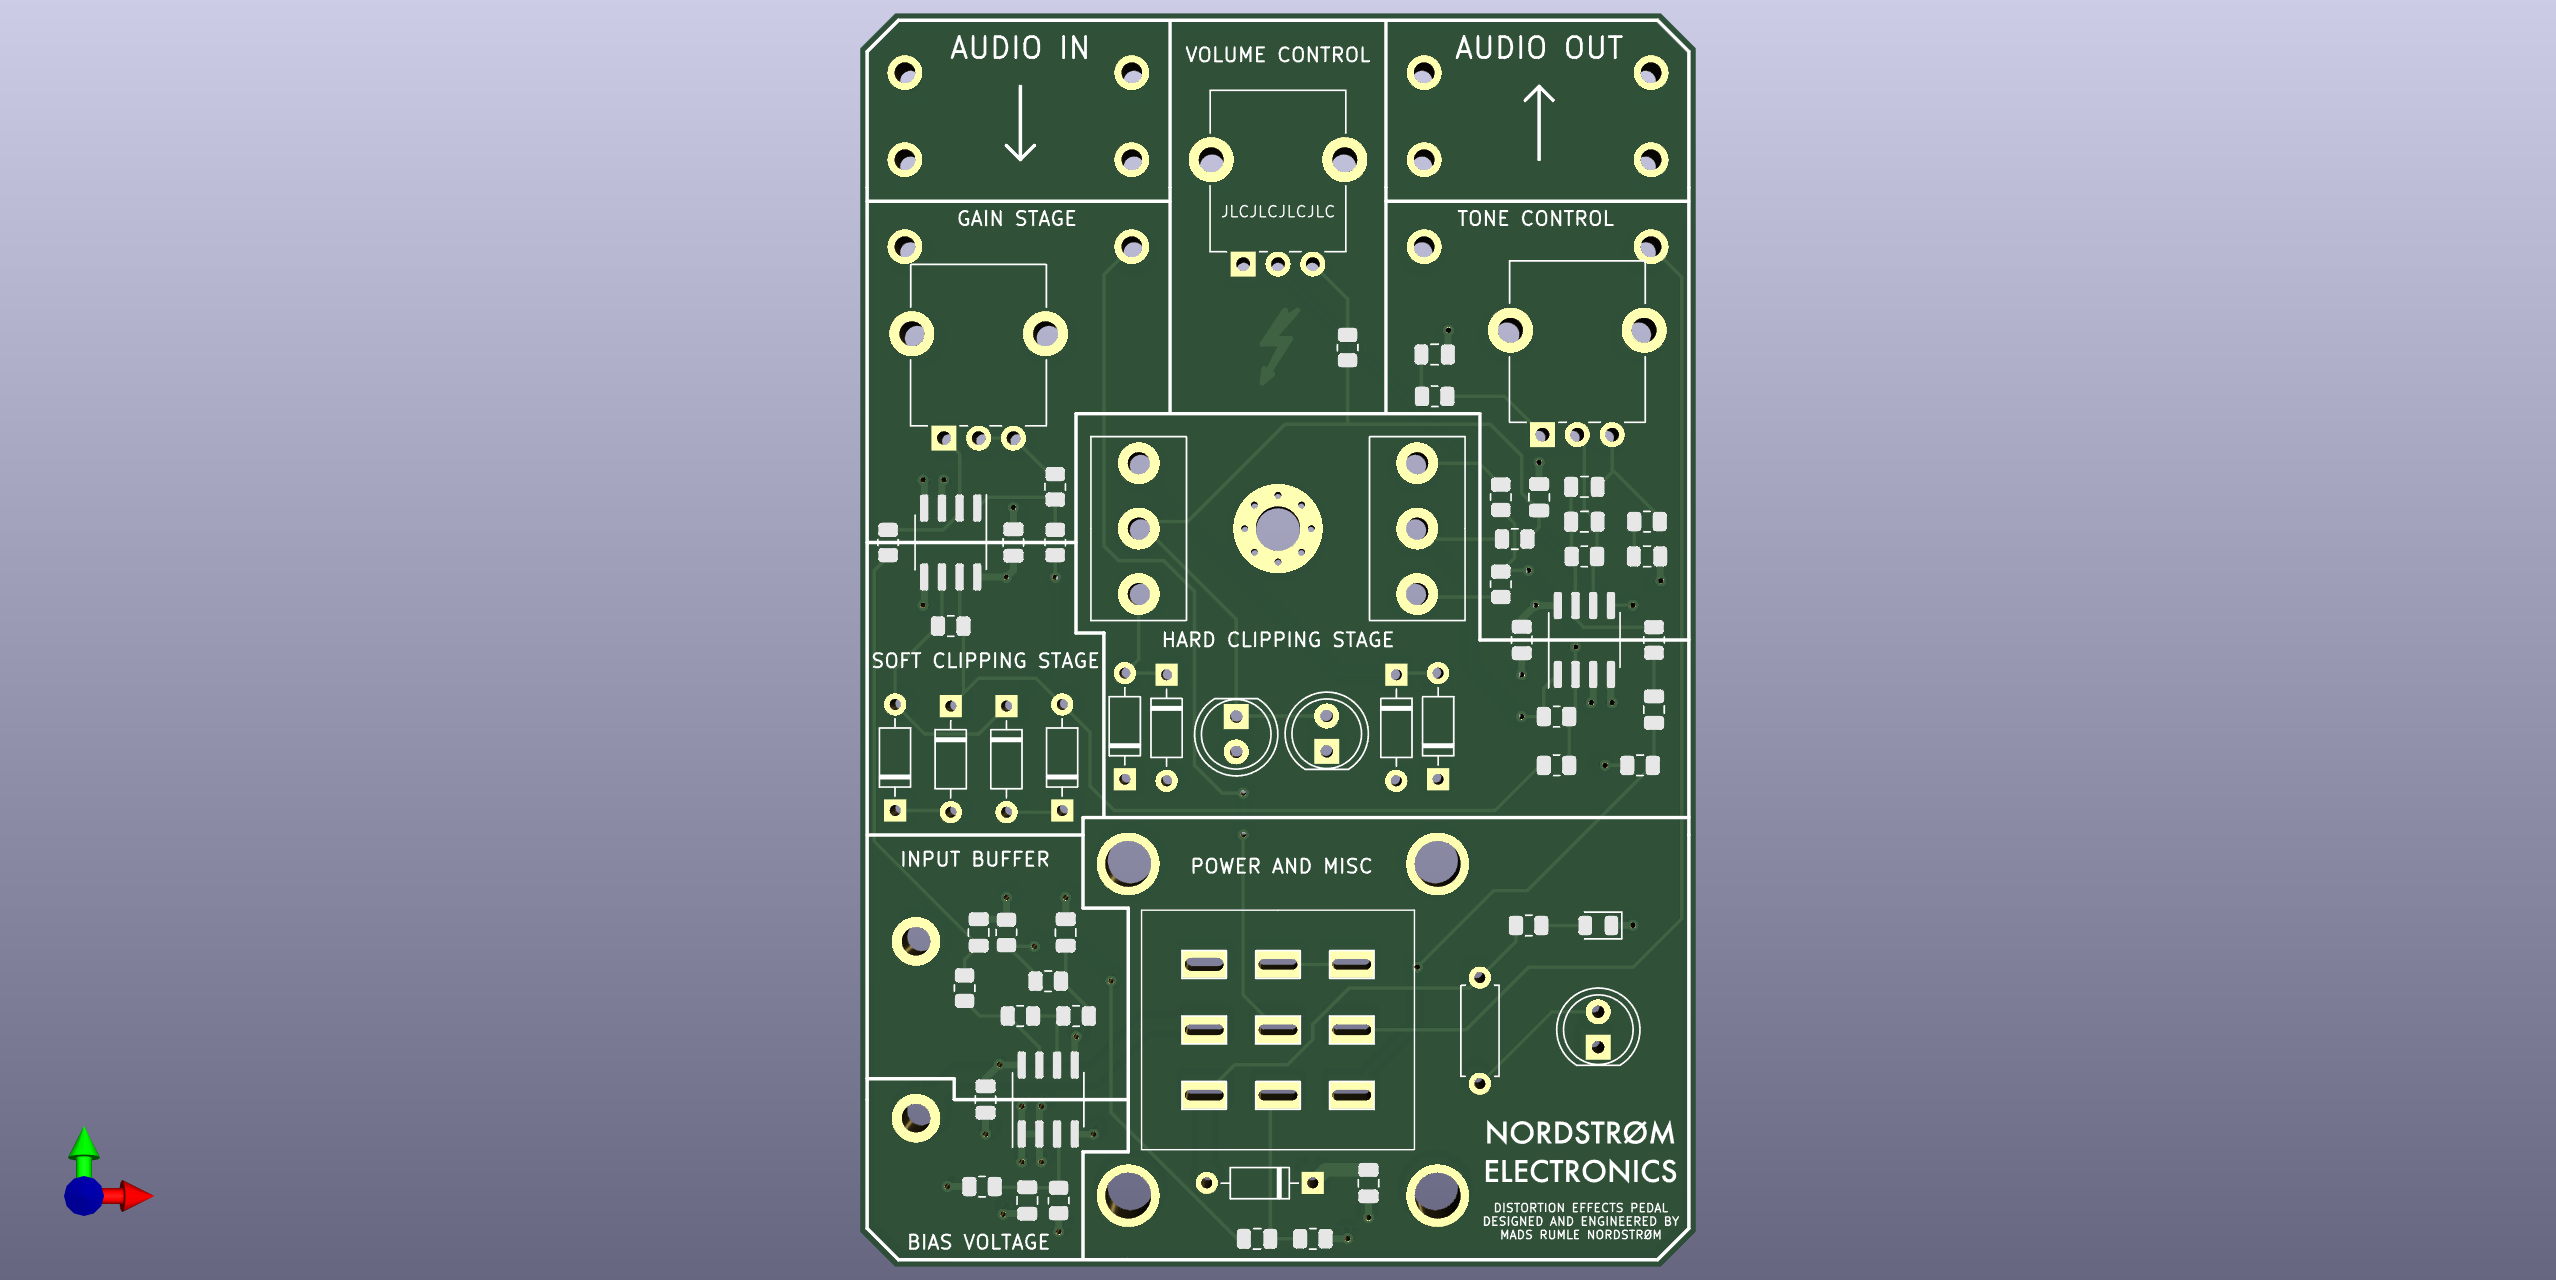 AUDIO IN
VOLUME CONTROL
AUDIO OUT
JLCJLCJLCJLC
GAIN STAGE
TONE CONTROL
HARD CLIPPING STAGE
SOFT CLIPPING STAGE
INPUT BUFFER
POWER AND MISC
NORDSTRØM
ELECTRONICS
DISTORTION EFFECTS PEDAL
DESIGNED AND ENGINEERED BY
MADS RUMLE NORDSTRØM
BIAS VOLTAGE